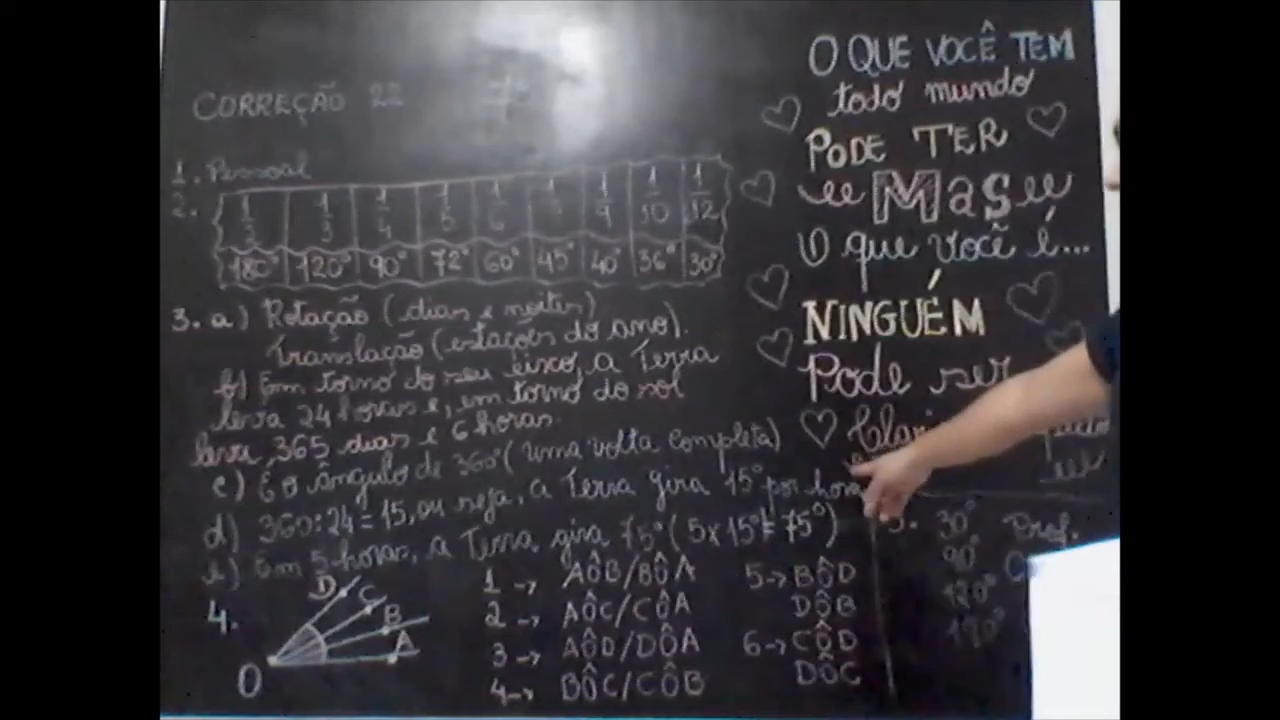 CORREÇÃO 22 7º
1. Pessoal
2.
1/2 1/3 1/4 1/5 1/6 1/9 1/10 1/12
180° 120° 90° 72° 60° 45° 40° 36° 30°
3. a) Rotação (dias e noites)
Translação (estações do ano).
b) Em torno do seu eixo, a Terra
leva 24 horas e, em torno do sol
leva 365 dias e 6 horas.
c) É o ângulo de 360° (uma volta completa)
d) 360:24 = 15, ou seja, a Terra gira 15° por hora
e) Em 5 horas, a Terra gira 75° (5x15° = 75°)
4.
D
C
B
A
O
1 -> AÔB/BÔA
2 -> AÔC/CÔA
3 -> AÔD/DÔA
4 -> BÔC/CÔB
5 -> BÔD
DÔB
6 -> CÔD
DÔC
O QUE VOCÊ TEM
todo mundo
PODE TER
Mas
O que você é...
NINGUÉM
Pode ser
5. 30°
90°
120°
Prof.